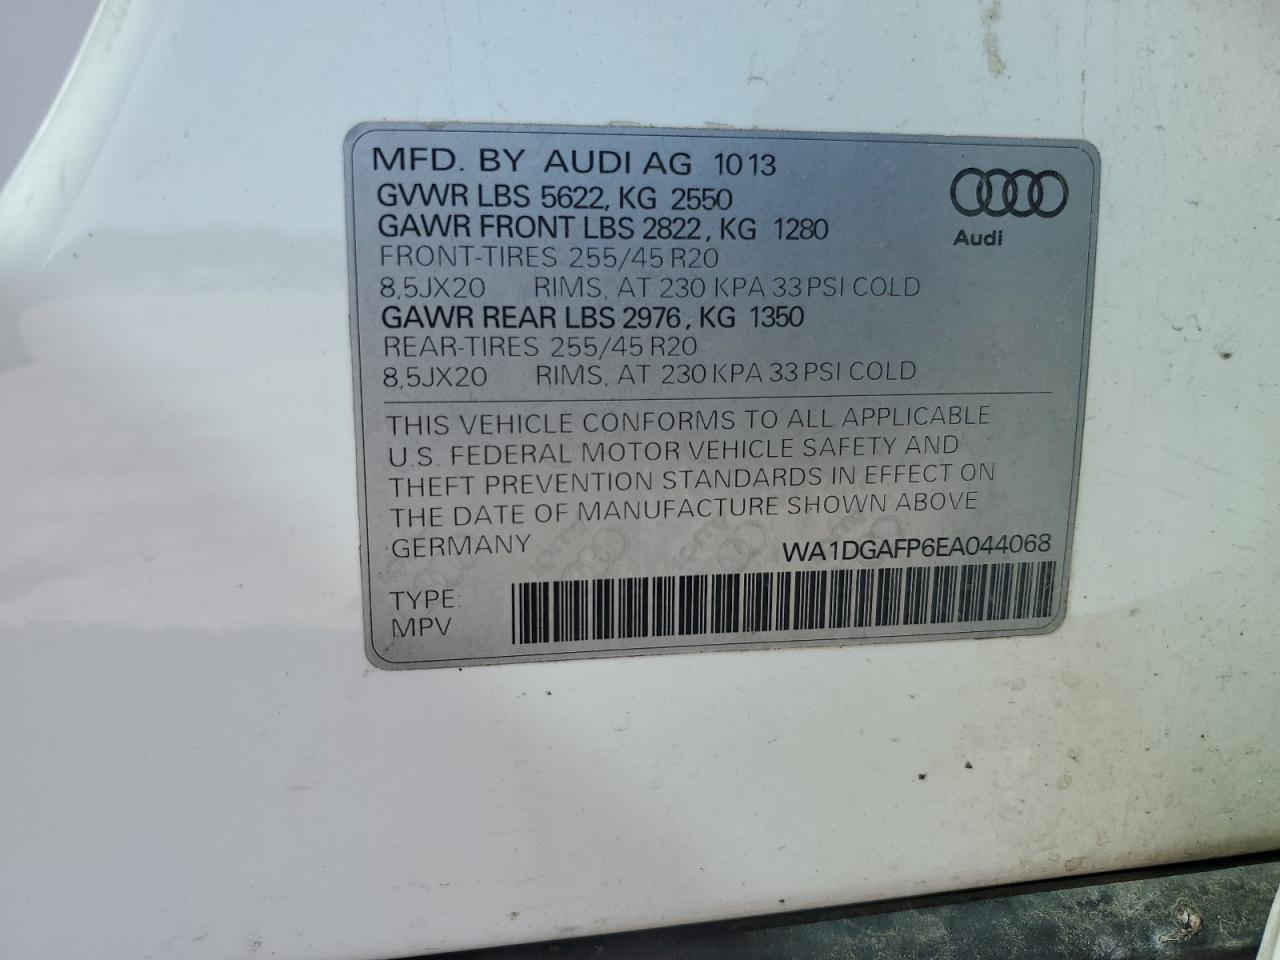 MFD. BY AUDI AG 10 13
GVWR LBS 5622, KG 2550
GAWR FRONT LBS 2822, KG 1280
FRONT-TIRES 255/45 R20
8,5JX20 RIMS, AT 230 KPA 33 PSI COLD
GAWR REAR LBS 2976, KG 1350
REAR-TIRES 255/45 R20
8,5JX20 RIMS, AT 230 KPA 33 PSI COLD
Audi
THIS VEHICLE CONFORMS TO ALL APPLICABLE
U.S. FEDERAL MOTOR VEHICLE SAFETY AND
THEFT PREVENTION STANDARDS IN EFFECT ON
THE DATE OF MANUFACTURE SHOWN ABOVE
GERMANY WA1DGAFP6EA044068
TYPE:
MPV